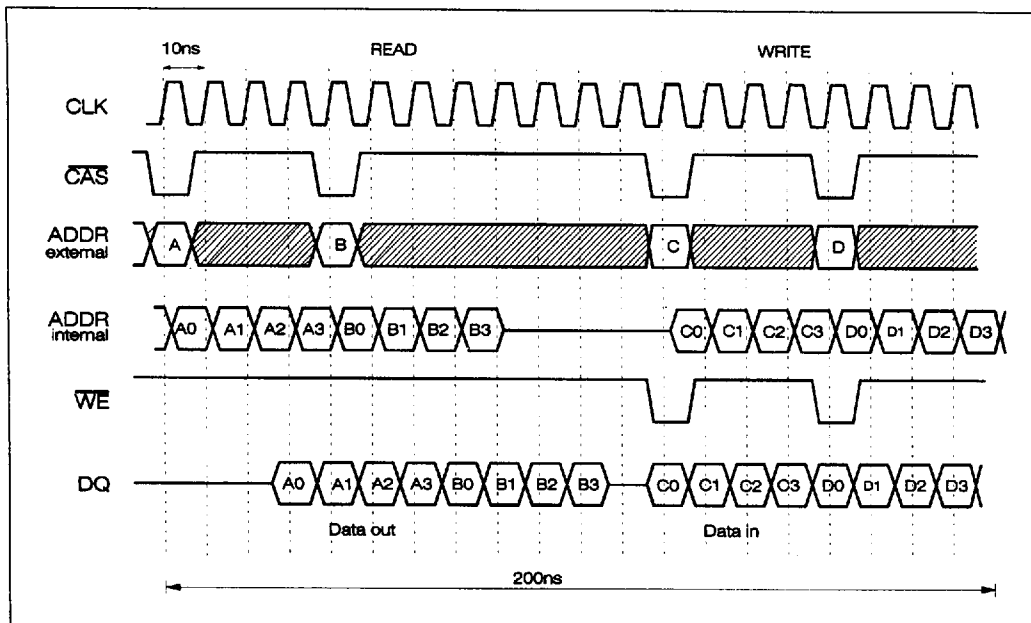 10ns READ WRITE
CLK
CAS
ADDR
external
A B C D
ADDR
internal
A0 A1 A2 A3 B0 B1 B2 B3 C0 C1 C2 C3 D0 D1 D2 D3
WE
DQ
A0 A1 A2 A3 B0 B1 B2 B3 C0 C1 C2 C3 D0 D1 D2 D3
Data out Data in
200ns